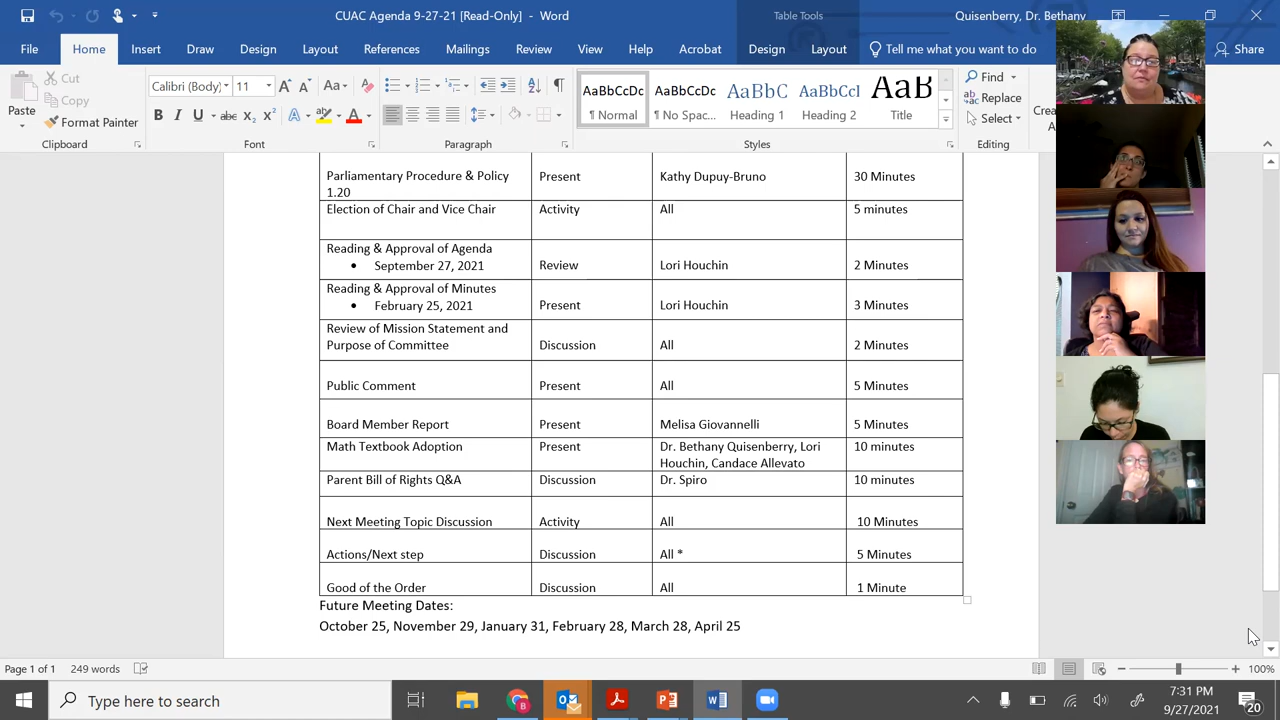 CUAC Agenda 9-27-21 [Read-Only] - Word
Table Tools
Quisenberry, Dr. Bethany
File
Home
Insert
Draw
Design
Layout
References
Mailings
Review
View
Help
Acrobat
Design
Layout
Tell me what you want to do
Share
Paste
Cut
Copy
Format Painter
Clipboard
Calibri (Body)
11
Font
Paragraph
AaBbCcDc
¶ Normal
AaBbCcDc
¶ No Spac...
AaBbC
Heading 1
AaBbCcl
Heading 2
AaB
Title
Styles
Find
Replace
Select
Editing
Crea
A
Parliamentary Procedure & Policy 
1.20
Present
Kathy Dupuy-Bruno
30 Minutes
Election of Chair and Vice Chair
Activity
All
5 minutes
Reading & Approval of Agenda
• September 27, 2021
Review
Lori Houchin
2 Minutes
Reading & Approval of Minutes
• February 25, 2021
Present
Lori Houchin
3 Minutes
Review of Mission Statement and
Purpose of Committee
Discussion
All
2 Minutes
Public Comment
Present
All
5 Minutes
Board Member Report
Present
Melisa Giovannelli
5 Minutes
Math Textbook Adoption
Present
Dr. Bethany Quisenberry, Lori
Houchin, Candace Allevato
10 minutes
Parent Bill of Rights Q&A
Discussion
Dr. Spiro
10 minutes
Next Meeting Topic Discussion
Activity
All
10 Minutes
Actions/Next step
Discussion
All *
5 Minutes
Good of the Order
Discussion
All
1 Minute
Future Meeting Dates:
October 25, November 29, January 31, February 28, March 28, April 25
Page 1 of 1
249 words
100%
Type here to search
7:31 PM
9/27/2021
20